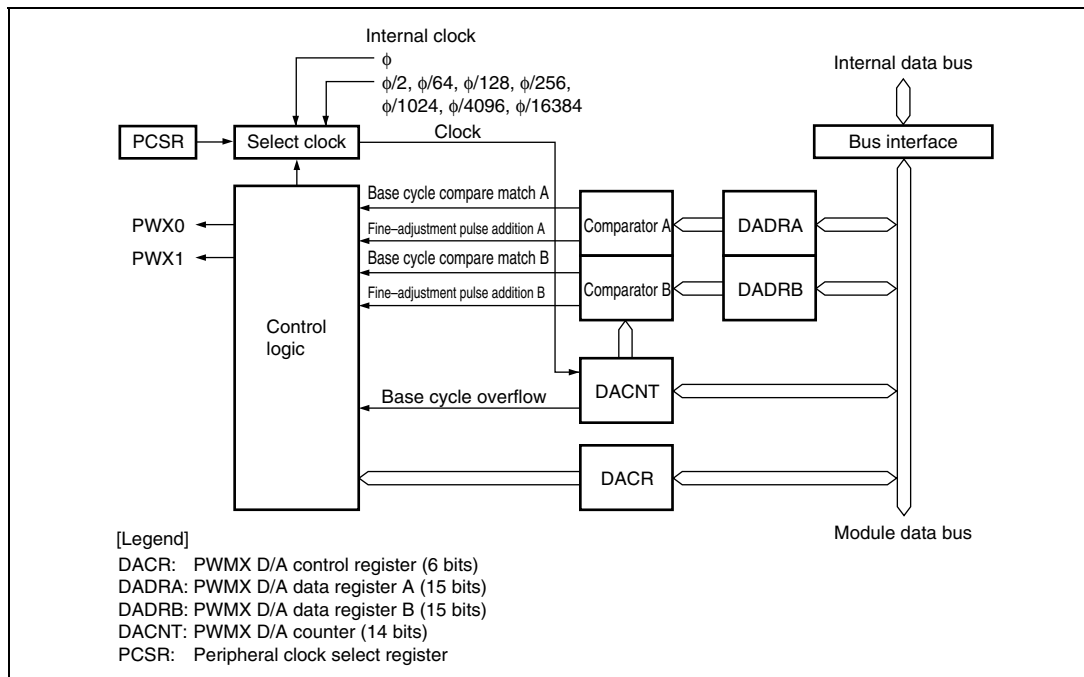 Internal clock
ϕ
ϕ/2, ϕ/64, ϕ/128, ϕ/256,
ϕ/1024, ϕ/4096, ϕ/16384
Internal data bus
PCSR
Select clock
Clock
Bus interface
Base cycle compare match A
Fine–adjustment pulse addition A
Base cycle compare match B
Fine–adjustment pulse addition B
Comparator A
DADRA
Comparator B
DADRB
PWX0
PWX1
Control
logic
DACNT
Base cycle overflow
DACR
Module data bus
[Legend]
DACR: PWMX D/A control register (6 bits)
DADRA: PWMX D/A data register A (15 bits)
DADRB: PWMX D/A data register B (15 bits)
DACNT: PWMX D/A counter (14 bits)
PCSR: Peripheral clock select register